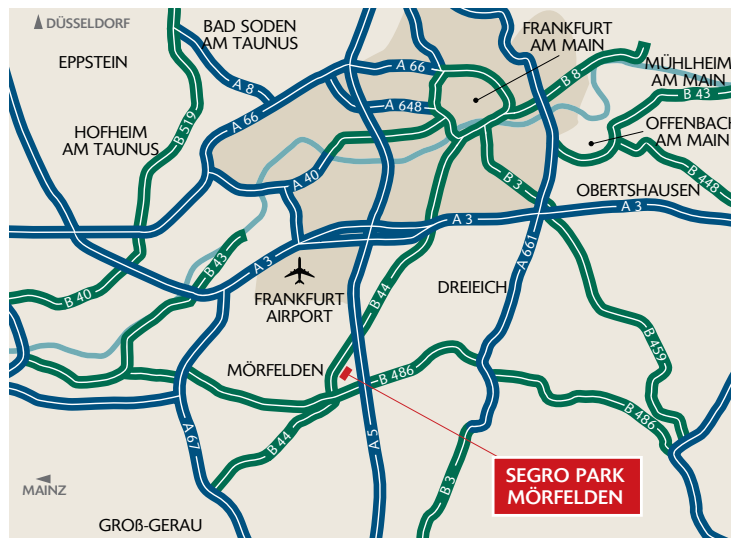 DÜSSELDORF
BAD SODEN
AM TAUNUS
FRANKFURT
AM MAIN
EPPSTEIN
A 66
B 8
MÜHLHEIM
AM MAIN
A 8
B 43
A 648
B 519
A 66
HOFHEIM
AM TAUNUS
OFFENBACH
AM MAIN
A 40
B 3
B 448
OBERTSHAUSEN
A 3
A 3
A 661
B 43
A 3
B 40
FRANKFURT
AIRPORT
B 44
DREIEICH
B 459
MÖRFELDEN
B 486
B 486
A 67
B 44
A 5
SEGRO PARK
MÖRFELDEN
B 3
MAINZ
GROß-GERAU